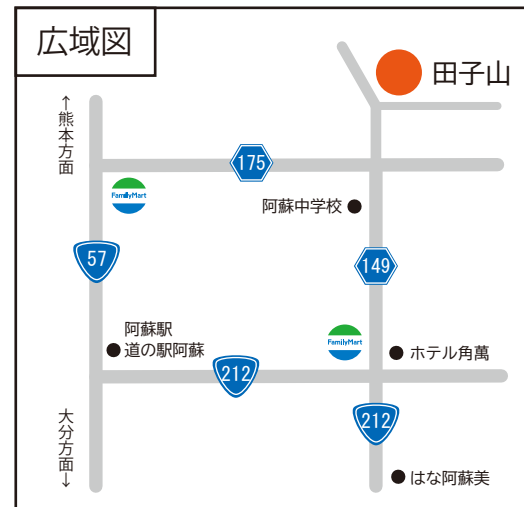 広域図
田子山
↑熊本方面
175
FamilyMart
阿蘇中学校
57
149
阿蘇駅
道の駅阿蘇
FamilyMart
ホテル角萬
212
大分方面↓
212
はな阿蘇美